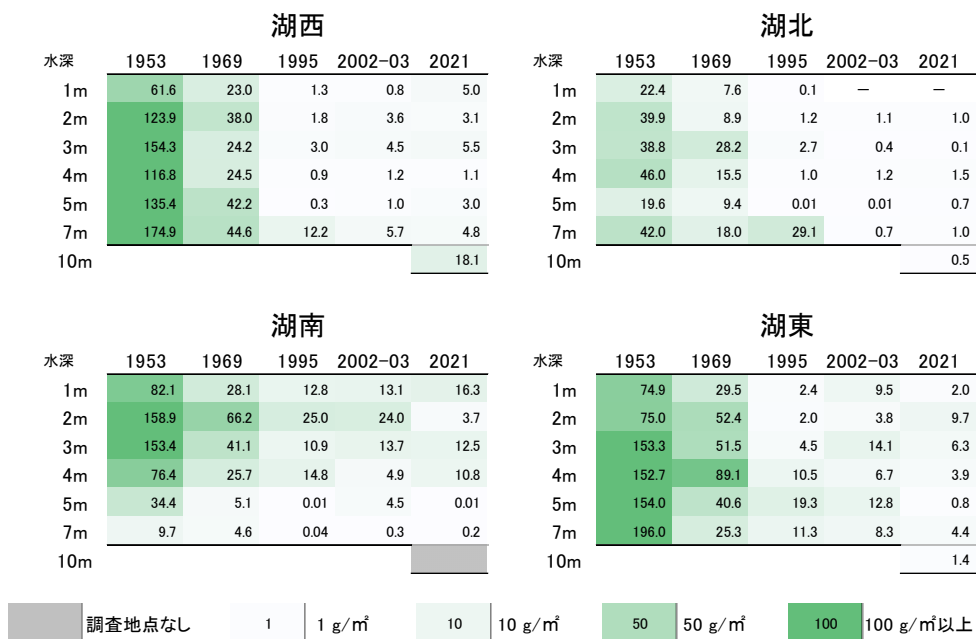 湖西
水深 1953 1969 1995 2002-03 2021
1m 61.6 23.0 1.3 0.8 5.0
2m 123.9 38.0 1.8 3.6 3.1
3m 154.3 24.2 3.0 4.5 5.5
4m 116.8 24.5 0.9 1.2 1.1
5m 135.4 42.2 0.3 1.0 3.0
7m 174.9 44.6 12.2 5.7 4.8
10m 18.1
湖北
水深 1953 1969 1995 2002-03 2021
1m 22.4 7.6 0.1 － －
2m 39.9 8.9 1.2 1.1 1.0
3m 38.8 28.2 2.7 0.4 0.1
4m 46.0 15.5 1.0 1.2 1.5
5m 19.6 9.4 0.01 0.01 0.7
7m 42.0 18.0 29.1 0.7 1.0
10m 0.5
湖南
水深 1953 1969 1995 2002-03 2021
1m 82.1 28.1 12.8 13.1 16.3
2m 158.9 66.2 25.0 24.0 3.7
3m 153.4 41.1 10.9 13.7 12.5
4m 76.4 25.7 14.8 4.9 10.8
5m 34.4 5.1 0.01 4.5 0.01
7m 9.7 4.6 0.04 0.3 0.2
10m
湖東
水深 1953 1969 1995 2002-03 2021
1m 74.9 29.5 2.4 9.5 2.0
2m 75.0 52.4 2.0 3.8 9.7
3m 153.3 51.5 4.5 14.1 6.3
4m 152.7 89.1 10.5 6.7 3.9
5m 154.0 40.6 19.3 12.8 0.8
7m 196.0 25.3 11.3 8.3 4.4
10m 1.4
調査地点なし 1 1 g/㎡ 10 10 g/㎡ 50 50 g/㎡ 100 100 g/㎡以上